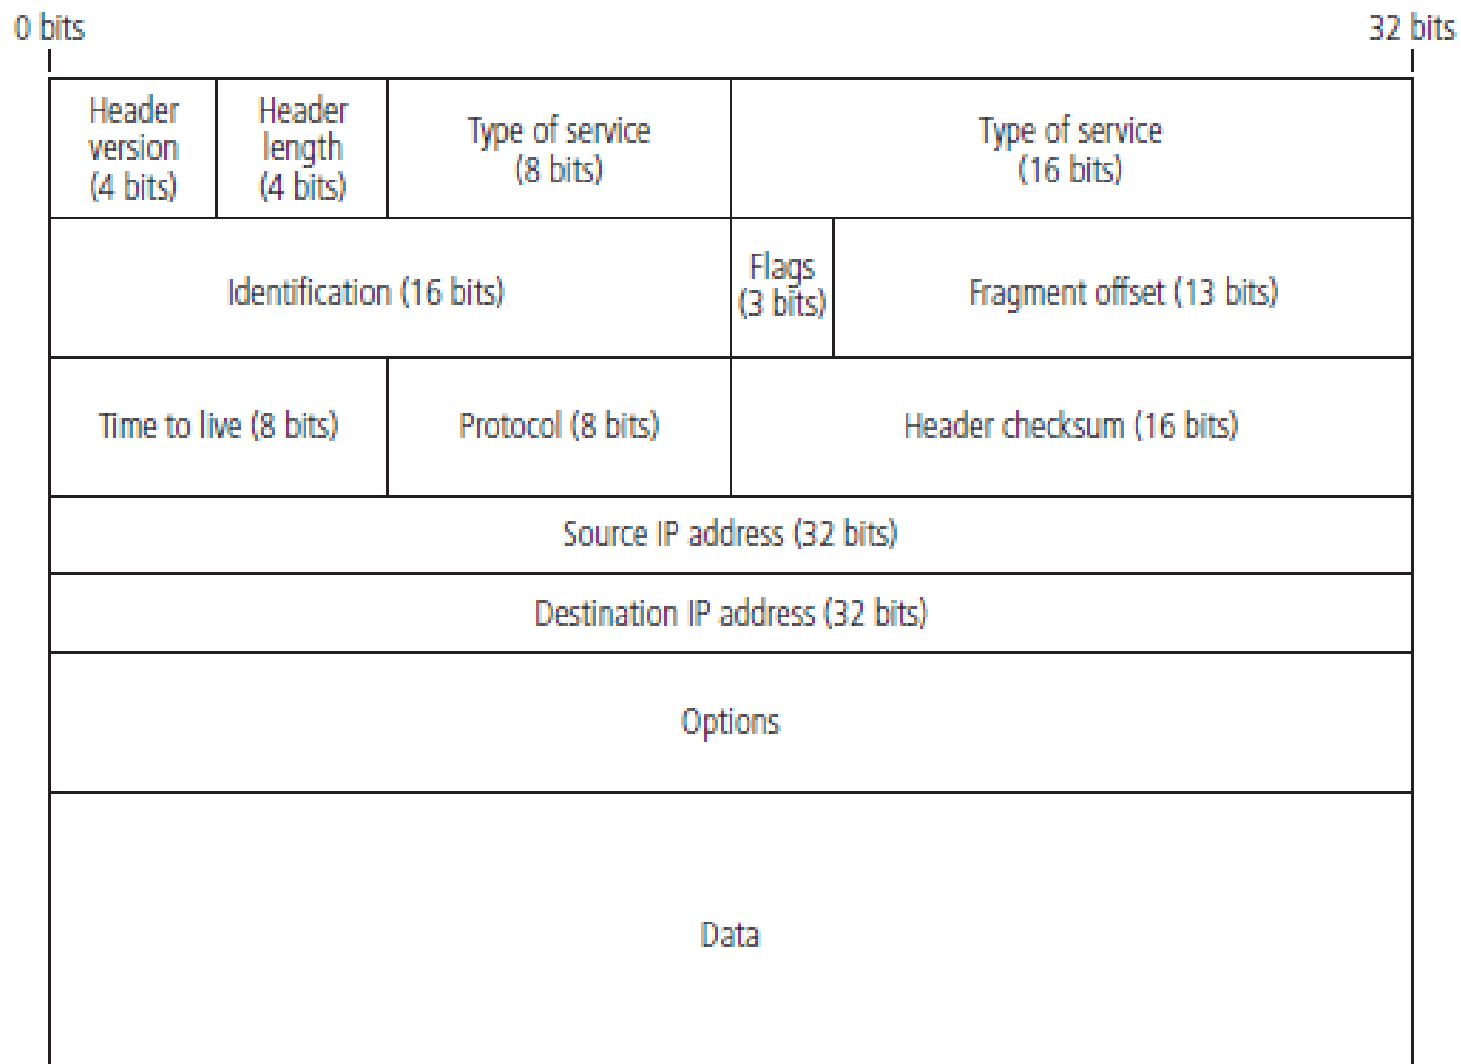 0 bits
32 bits
Header
version
(4 bits)
Header
length
(4 bits)
Type of service
(8 bits)
Type of service
(16 bits)
Identification (16 bits)
Flags
(3 bits)
Fragment offset (13 bits)
Time to live (8 bits)
Protocol (8 bits)
Header checksum (16 bits)
Source IP address (32 bits)
Destination IP address (32 bits)
Options
Data